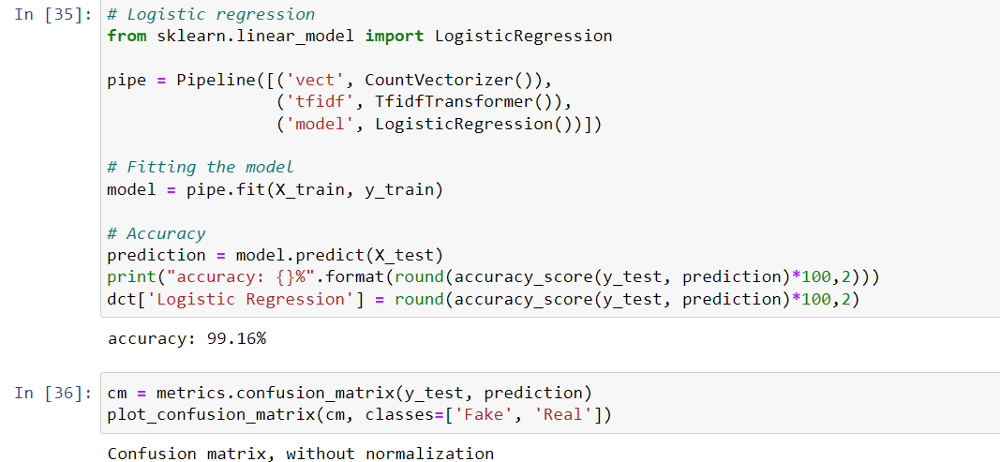 In [35]: # Logistic regression
from sklearn.linear_model import LogisticRegression
pipe = Pipeline([('vect', CountVectorizer()),
('tfidf', TfidfTransformer()),
('model', LogisticRegression())])
# Fitting the model
model = pipe.fit(X_train, y_train)
# Accuracy
prediction = model.predict(X_test)
print("accuracy: {}%".format(round(accuracy_score(y_test, prediction)*100,2)))
dct['Logistic Regression'] = round(accuracy_score(y_test, prediction)*100,2)
accuracy: 99.16%
In [36]: cm = metrics.confusion_matrix(y_test, prediction)
plot_confusion_matrix(cm, classes=['Fake', 'Real'])
Confusion matrix, without normalization